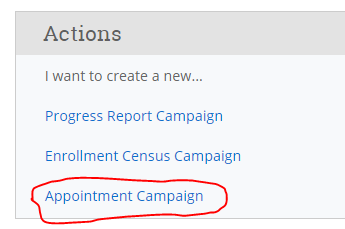 Actions
I want to create a new...
Progress Report Campaign
Enrollment Census Campaign
Appointment Campaign